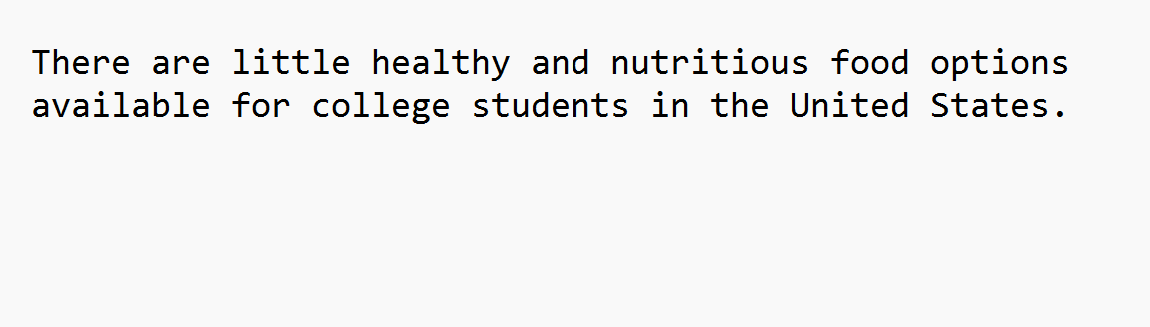 There are little healthy and nutritious food options
available for college students in the United States.